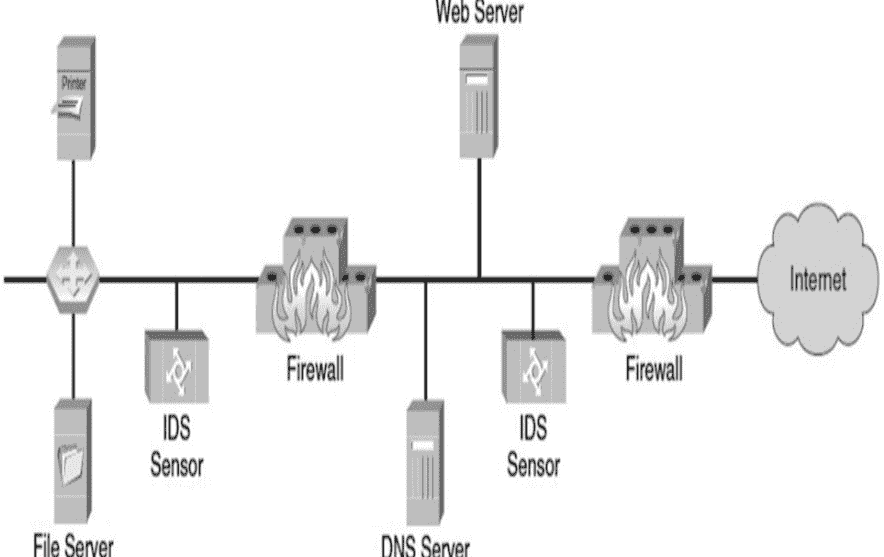 Web Server
Printer
Internet
Firewall
Firewall
IDS
Sensor
IDS
Sensor
File Server
DNS Server